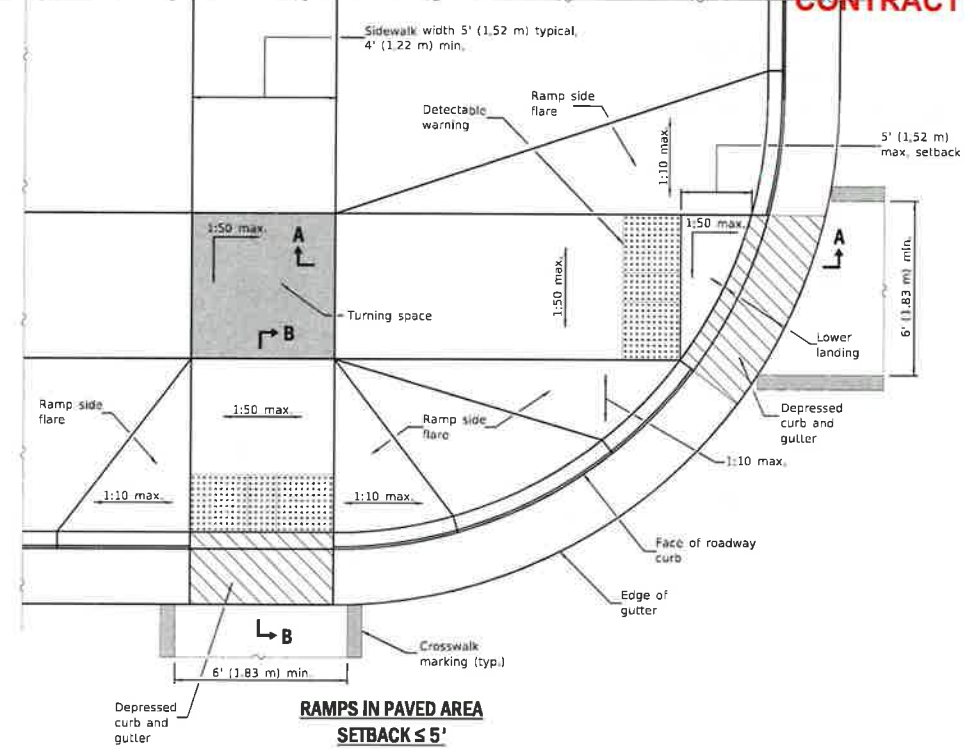 CONTRACT
Sidewalk width 5' (1.52 m) typical,
4' (1.22 m) min.
Detectable
warning
Ramp side
flare
1:10 max.
5' (1.52 m)
max. setback
1:50 max.
A
1:50 max.
1:50 max.
A
6' (1.83 m) min.
Turning space
B
Lower
landing
Ramp side
flare
1:50 max.
Ramp side
flare
Depressed
curb and
gutter
1:10 max.
1:10 max.
1:10 max.
Face of roadway
curb
Edge of
gutter
B
Crosswalk
marking (typ.)
6' (1.83 m) min.
Depressed
curb and
gutter
RAMPS IN PAVED AREA
SETBACK ≤ 5'